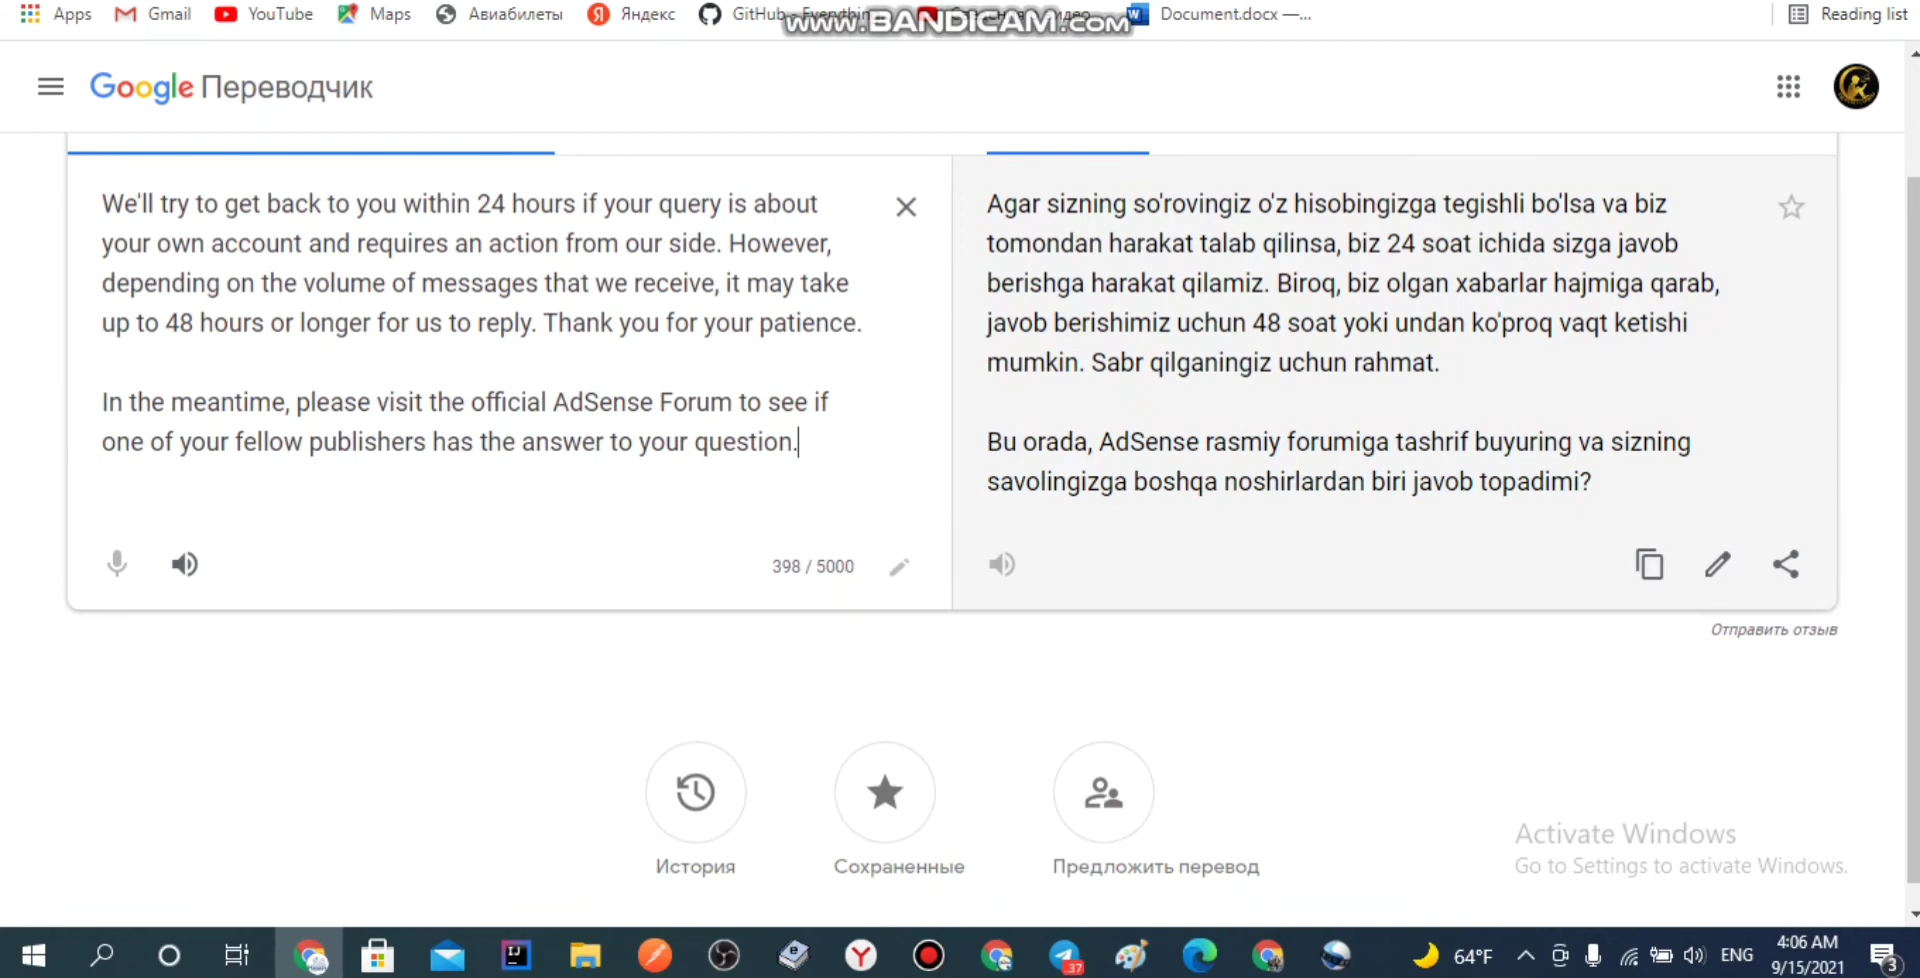 Apps Gmail YouTube Maps Авиабилеты Яндекс GitHub - Everythin Document.docx —... Reading list
www.BANDICAM.com
Google Переводчик
We'll try to get back to you within 24 hours if your query is about
your own account and requires an action from our side. However,
depending on the volume of messages that we receive, it may take
up to 48 hours or longer for us to reply. Thank you for your patience.
In the meantime, please visit the official AdSense Forum to see if
one of your fellow publishers has the answer to your question.
398 / 5000
Agar sizning so'rovingiz o'z hisobingizga tegishli bo'lsa va biz
tomondan harakat talab qilinsa, biz 24 soat ichida sizga javob
berishga harakat qilamiz. Biroq, biz olgan xabarlar hajmiga qarab,
javob berishimiz uchun 48 soat yoki undan ko'proq vaqt ketishi
mumkin. Sabr qilganingiz uchun rahmat.
Bu orada, AdSense rasmiy forumiga tashrif buyuring va sizning
savolingizga boshqa noshirlardan biri javob topadimi?
Отправить отзыв
История Сохраненные Предложить перевод
Activate Windows
Go to Settings to activate Windows.
37 64°F ENG 4:06 AM
9/15/2021 3